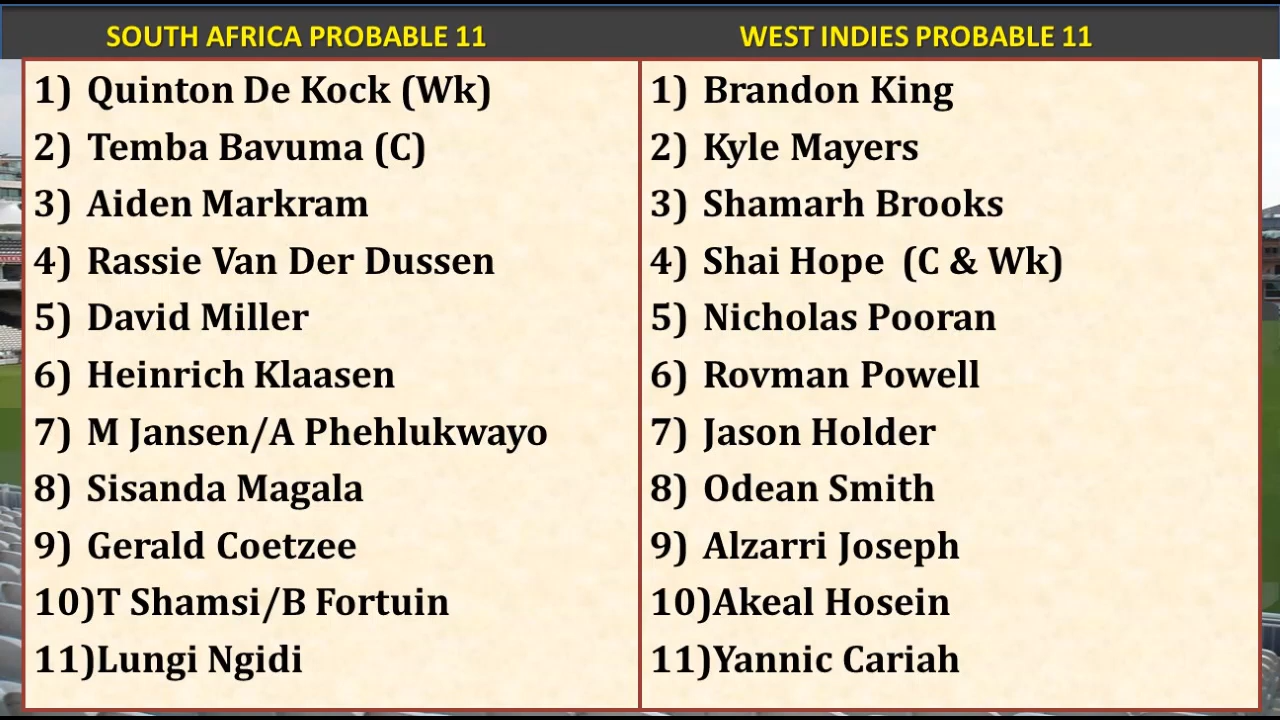 SOUTH AFRICA PROBABLE 11
1) Quinton De Kock (Wk)
2) Temba Bavuma (C)
3) Aiden Markram
4) Rassie Van Der Dussen
5) David Miller
6) Heinrich Klaasen
7) M Jansen/A Phehlukwayo
8) Sisanda Magala
9) Gerald Coetzee
10)T Shamsi/B Fortuin
11)Lungi Ngidi
WEST INDIES PROBABLE 11
1) Brandon King
2) Kyle Mayers
3) Shamarh Brooks
4) Shai Hope (C & Wk)
5) Nicholas Pooran
6) Rovman Powell
7) Jason Holder
8) Odean Smith
9) Alzarri Joseph
10)Akeal Hosein
11)Yannic Cariah